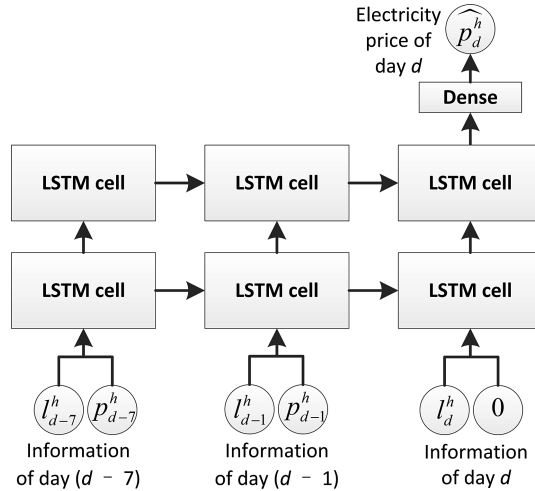 Electricity
price of
day d
\widehat{p_d^h}
Dense
LSTM cell LSTM cell LSTM cell
LSTM cell LSTM cell LSTM cell
l_{d-7}^h p_{d-7}^h l_{d-1}^h p_{d-1}^h l_d^h 0
Information
of day (d - 7)
Information
of day (d - 1)
Information
of day d